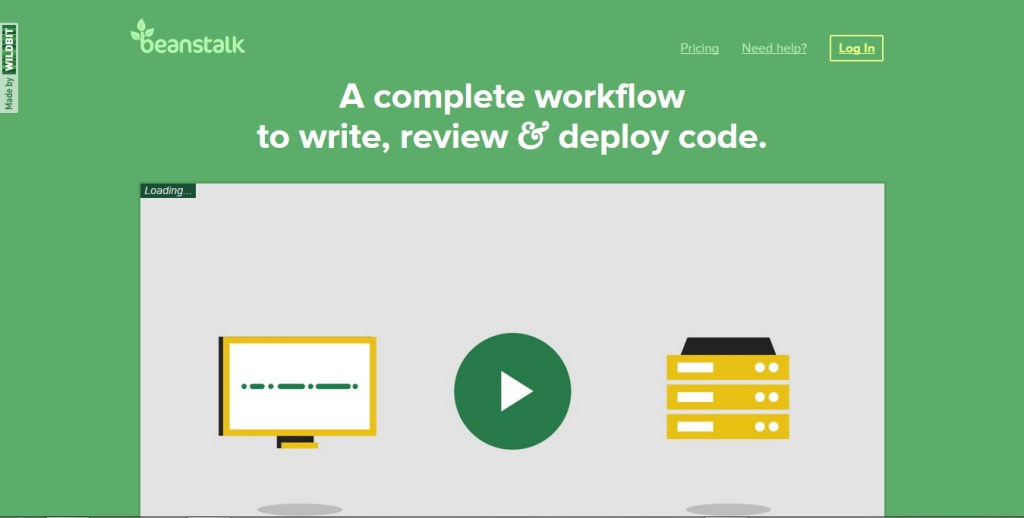 Made by WILDBIT
beanstalk
Pricing
Need help?
Log In
A complete workflow
to write, review & deploy code.
Loading...